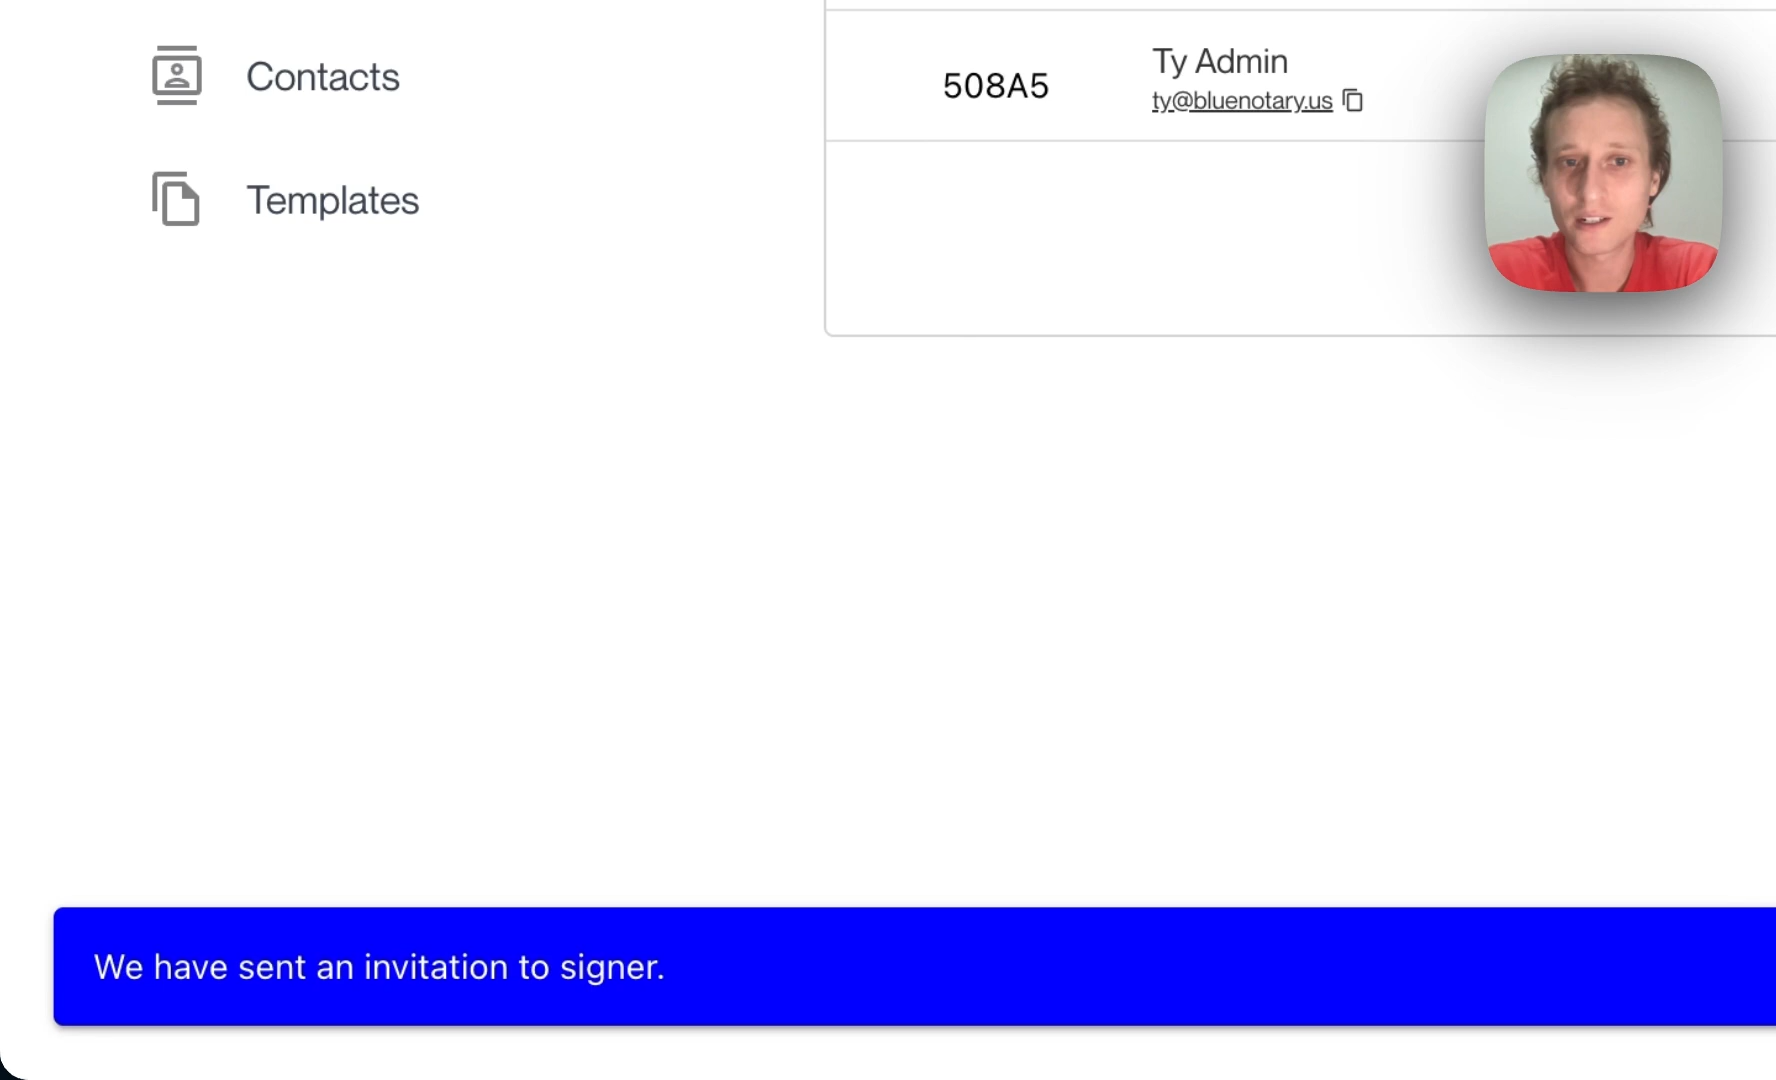 Contacts
Templates
508A5
Ty Admin
ty@bluenotary.us
We have sent an invitation to signer.